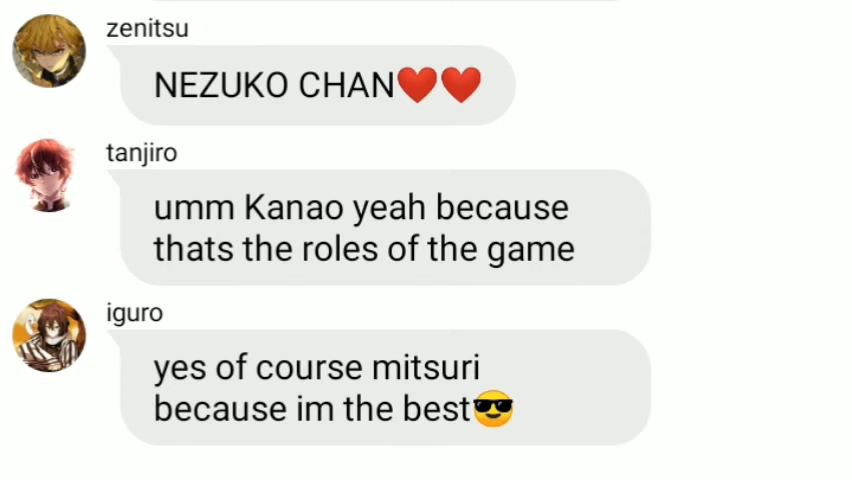 zenitsu
NEZUKO CHAN❤️❤️
tanjiro
umm Kanao yeah because
thats the roles of the game
iguro
yes of course mitsuri
because im the best😎